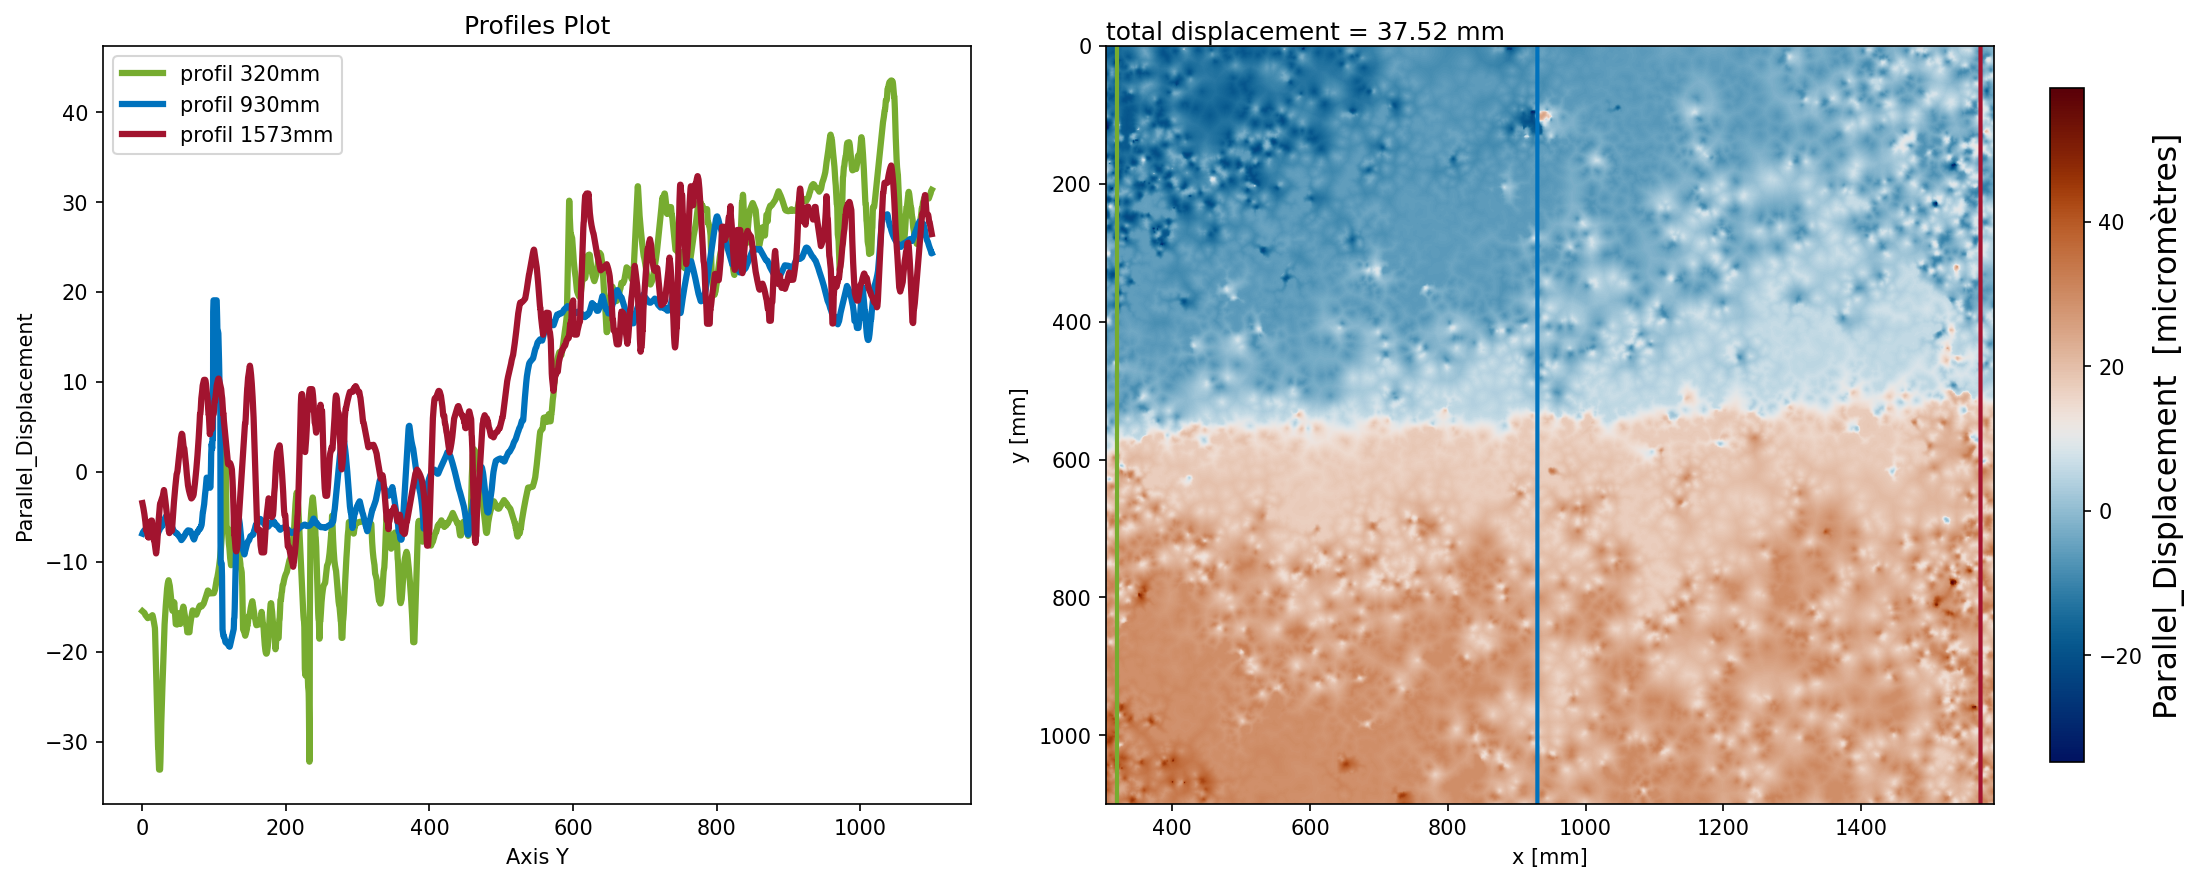 Profiles Plot
profil 320mm
profil 930mm
profil 1573mm
Parallel_Displacement
40
30
20
10
0
−10
−20
−30
0 200 400 600 800 1000
Axis Y
total displacement = 37.52 mm
y [mm]
0
200
400
600
800
1000
400 600 800 1000 1200 1400
x [mm]
40
20
0
−20
Parallel_Displacement [micromètres]